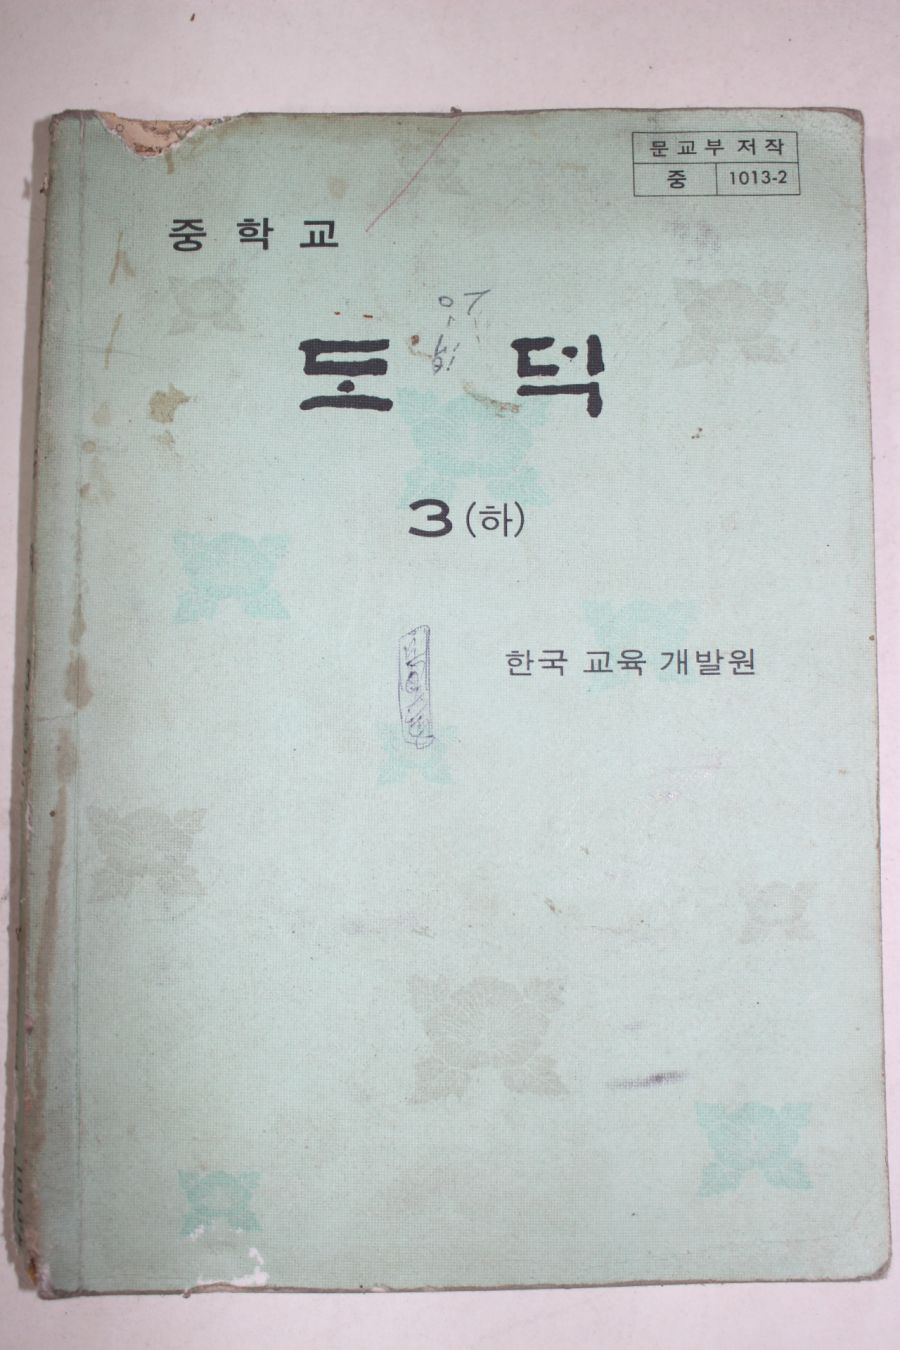 문교부 저작
중 1013-2
중학교
도덕
3 (하)
한국 교육 개발원